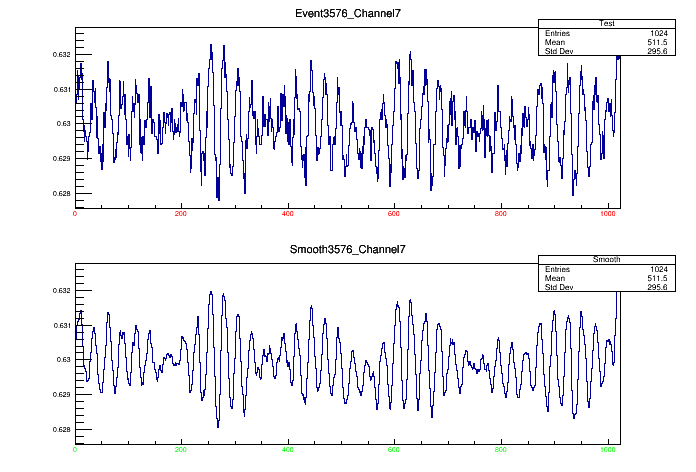 Event3576_Channel7
Test
Entries 1024
Mean 511.5
Std Dev 295.6
0.632
0.631
0.63
0.629
0.628
0 200 400 600 800 1000
Smooth3576_Channel7
Smooth
Entries 1024
Mean 511.5
Std Dev 295.6
0.632
0.631
0.63
0.629
0.628
0 200 400 600 800 1000